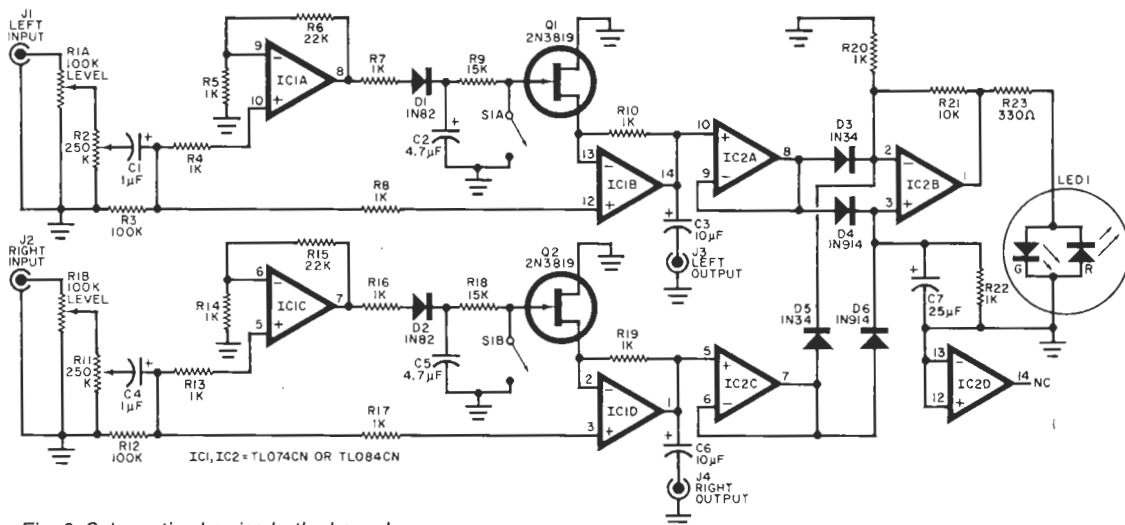 J1
LEFT
INPUT
R1A
100K
LEVEL
R2
250
K
C1
1µF
+
R3
100K
R4
1K
R5
1K
R6
22K
9
−
10
+
IC1A
8
R7
1K
D1
1N82
R9
15K
C2
4.7µF
+
S1A
Q1
2N3819
R8
1K
R10
1K
13
−
12
+
IC1B
14
+
C3
10µF
J3
LEFT
OUTPUT
10
+
9
−
IC2A
8
D3
1N34
D4
1N914
R20
1K
R21
10K
R23
330Ω
2
−
3
+
IC2B
1
LED1
G
R
+
C7
25µF
R22
1K
13
−
12
+
IC2D
14
NC
J2
RIGHT
INPUT
R1B
100K
LEVEL
R11
250
K
C4
1µF
+
R12
100K
R13
1K
R14
1K
R15
22K
6
−
5
+
IC1C
7
R16
1K
D2
1N82
R18
15K
C5
4.7µF
+
S1B
Q2
2N3819
R17
1K
R19
1K
2
−
3
+
IC1D
1
+
C6
10µF
J4
RIGHT
OUTPUT
5
+
6
−
IC2C
7
D5
1N34
D6
1N914
IC1, IC2 = TL074CN OR TL084CN